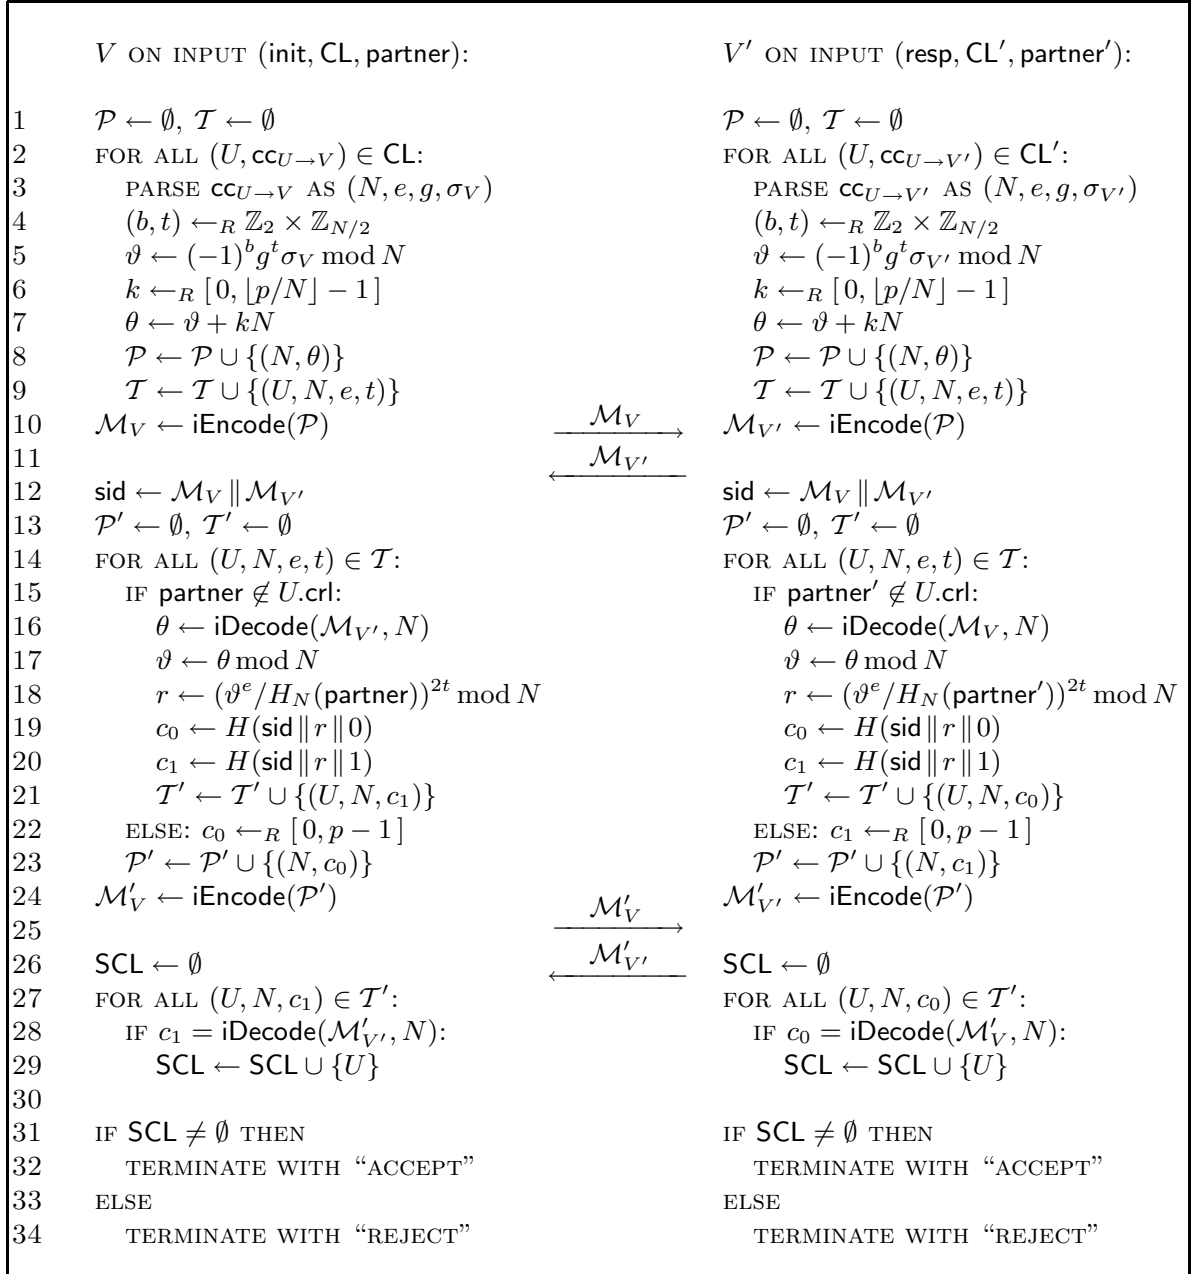 V ON INPUT (init, CL, partner): V′ ON INPUT (resp, CL′, partner′):
1 𝒫 ← ∅, 𝒯 ← ∅ 𝒫 ← ∅, 𝒯 ← ∅
2 FOR ALL (U, cc_{U→V}) ∈ CL: FOR ALL (U, cc_{U→V′}) ∈ CL′:
3 PARSE cc_{U→V} AS (N, e, g, σ_V) PARSE cc_{U→V′} AS (N, e, g, σ_{V′})
4 (b, t) ←_R ℤ_2 × ℤ_{N/2} (b, t) ←_R ℤ_2 × ℤ_{N/2}
5 ϑ ← (−1)^b g^t σ_V mod N ϑ ← (−1)^b g^t σ_{V′} mod N
6 k ←_R [0, ⌊p/N⌋ − 1] k ←_R [0, ⌊p/N⌋ − 1]
7 θ ← ϑ + kN θ ← ϑ + kN
8 𝒫 ← 𝒫 ∪ {(N, θ)} 𝒫 ← 𝒫 ∪ {(N, θ)}
9 𝒯 ← 𝒯 ∪ {(U, N, e, t)} 𝒯 ← 𝒯 ∪ {(U, N, e, t)}
10 ℳ_V ← iEncode(𝒫) ℳ_V ℳ_{V′} ← iEncode(𝒫)
11 ℳ_{V′}
12 sid ← ℳ_V ∥ ℳ_{V′} sid ← ℳ_V ∥ ℳ_{V′}
13 𝒫′ ← ∅, 𝒯′ ← ∅ 𝒫′ ← ∅, 𝒯′ ← ∅
14 FOR ALL (U, N, e, t) ∈ 𝒯: FOR ALL (U, N, e, t) ∈ 𝒯:
15 IF partner ∉ U.crl: IF partner′ ∉ U.crl:
16 θ ← iDecode(ℳ_{V′}, N) θ ← iDecode(ℳ_V, N)
17 ϑ ← θ mod N ϑ ← θ mod N
18 r ← (ϑ^e/H_N(partner))^{2t} mod N r ← (ϑ^e/H_N(partner′))^{2t} mod N
19 c_0 ← H(sid ∥ r ∥ 0) c_0 ← H(sid ∥ r ∥ 0)
20 c_1 ← H(sid ∥ r ∥ 1) c_1 ← H(sid ∥ r ∥ 1)
21 𝒯′ ← 𝒯′ ∪ {(U, N, c_1)} 𝒯′ ← 𝒯′ ∪ {(U, N, c_0)}
22 ELSE: c_0 ←_R [0, p − 1] ELSE: c_1 ←_R [0, p − 1]
23 𝒫′ ← 𝒫′ ∪ {(N, c_0)} 𝒫′ ← 𝒫′ ∪ {(N, c_1)}
24 ℳ′_V ← iEncode(𝒫′) ℳ′_V ℳ′_{V′} ← iEncode(𝒫′)
25
26 SCL ← ∅ ℳ′_{V′} SCL ← ∅
27 FOR ALL (U, N, c_1) ∈ 𝒯′: FOR ALL (U, N, c_0) ∈ 𝒯′:
28 IF c_1 = iDecode(ℳ′_{V′}, N): IF c_0 = iDecode(ℳ′_V, N):
29 SCL ← SCL ∪ {U} SCL ← SCL ∪ {U}
30
31 IF SCL ≠ ∅ THEN IF SCL ≠ ∅ THEN
32 TERMINATE WITH “ACCEPT” TERMINATE WITH “ACCEPT”
33 ELSE ELSE
34 TERMINATE WITH “REJECT” TERMINATE WITH “REJECT”